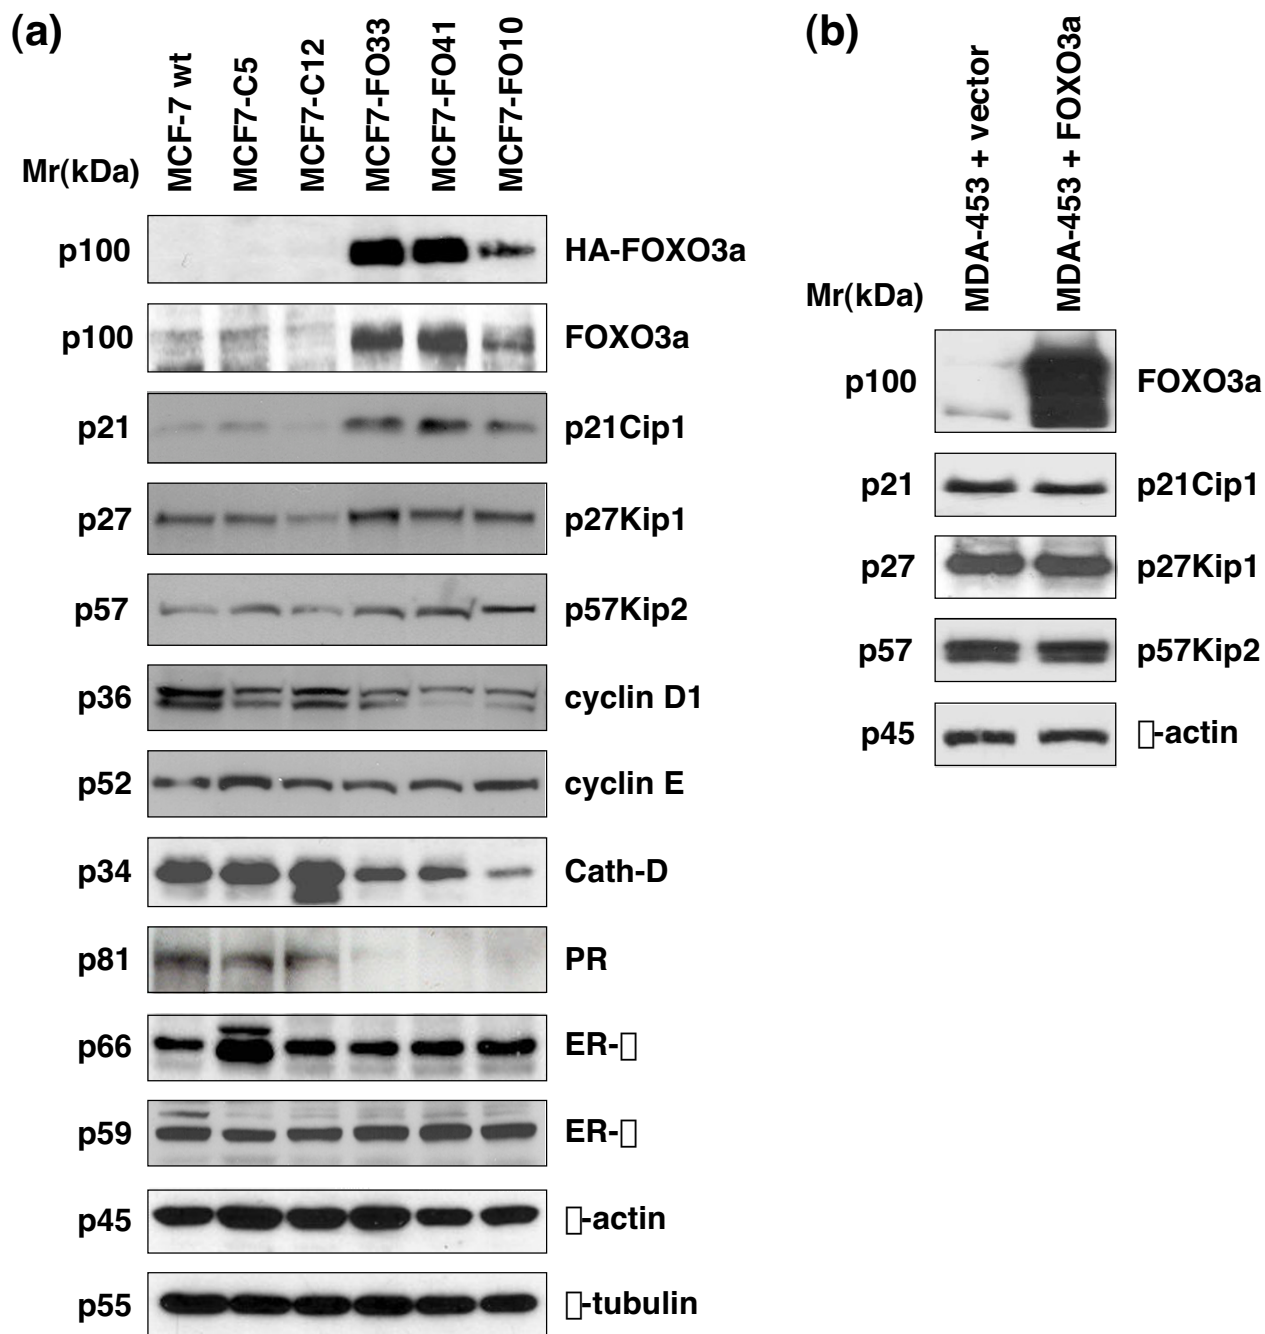 (a)
MCF-7 wt
MCF7-C5
MCF7-C12
MCF7-FO33
MCF7-FO41
MCF7-FO10
Mr(kDa)
p100 HA-FOXO3a
p100 FOXO3a
p21 p21Cip1
p27 p27Kip1
p57 p57Kip2
p36 cyclin D1
p52 cyclin E
p34 Cath-D
p81 PR
p66 ER-▯
p59 ER-▯
p45 ▯-actin
p55 ▯-tubulin
(b)
MDA-453 + vector
MDA-453 + FOXO3a
Mr(kDa)
p100 FOXO3a
p21 p21Cip1
p27 p27Kip1
p57 p57Kip2
p45 ▯-actin